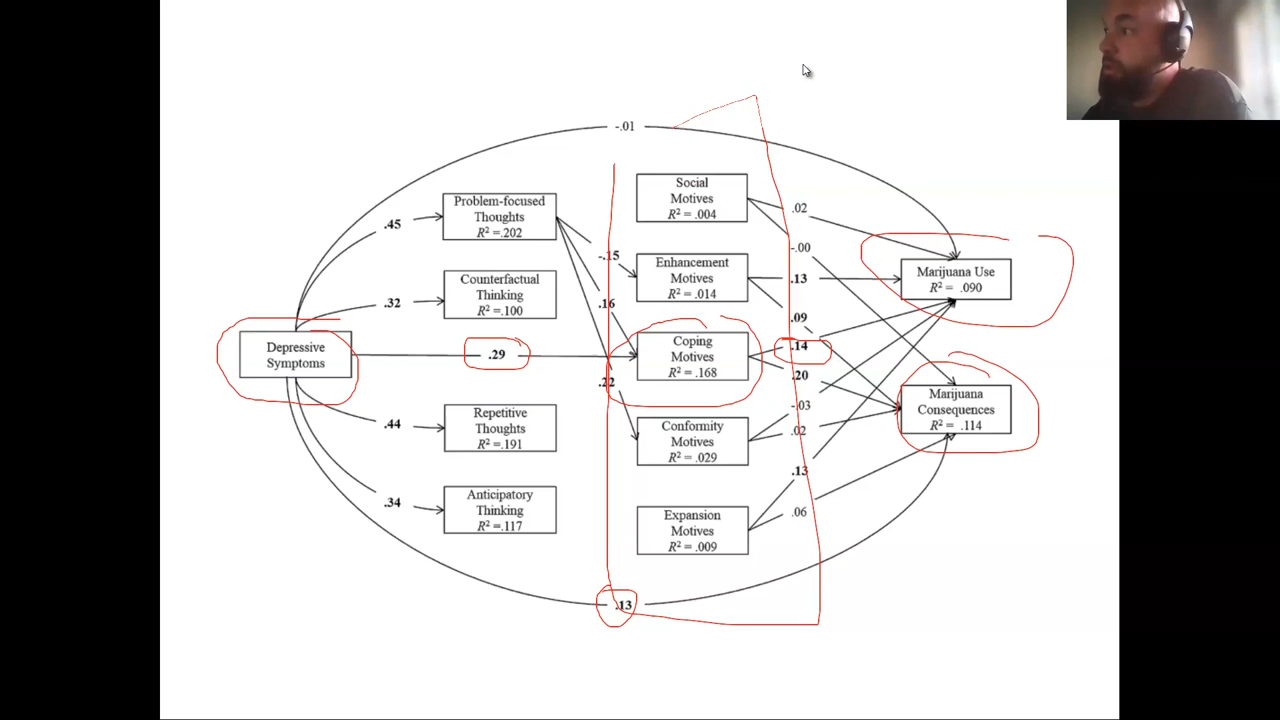 -.01
Social
Motives
R² = .004
Problem-focused
Thoughts
R² =.202
.45
.02
-.00
-.15
Enhancement
Motives
R² = .014
.13
Marijuana Use
R² = .090
Counterfactual
Thinking
R² =.100
.32
.16
.09
Depressive
Symptoms
.29
Coping
Motives
R² = .168
.14
.20
.22
Marijuana
Consequences
R² = .114
-.03
.02
Repetitive
Thoughts
R² =.191
.44
Conformity
Motives
R² = .029
.13
Anticipatory
Thinking
R² =.117
.34
Expansion
Motives
R² = .009
.06
.13